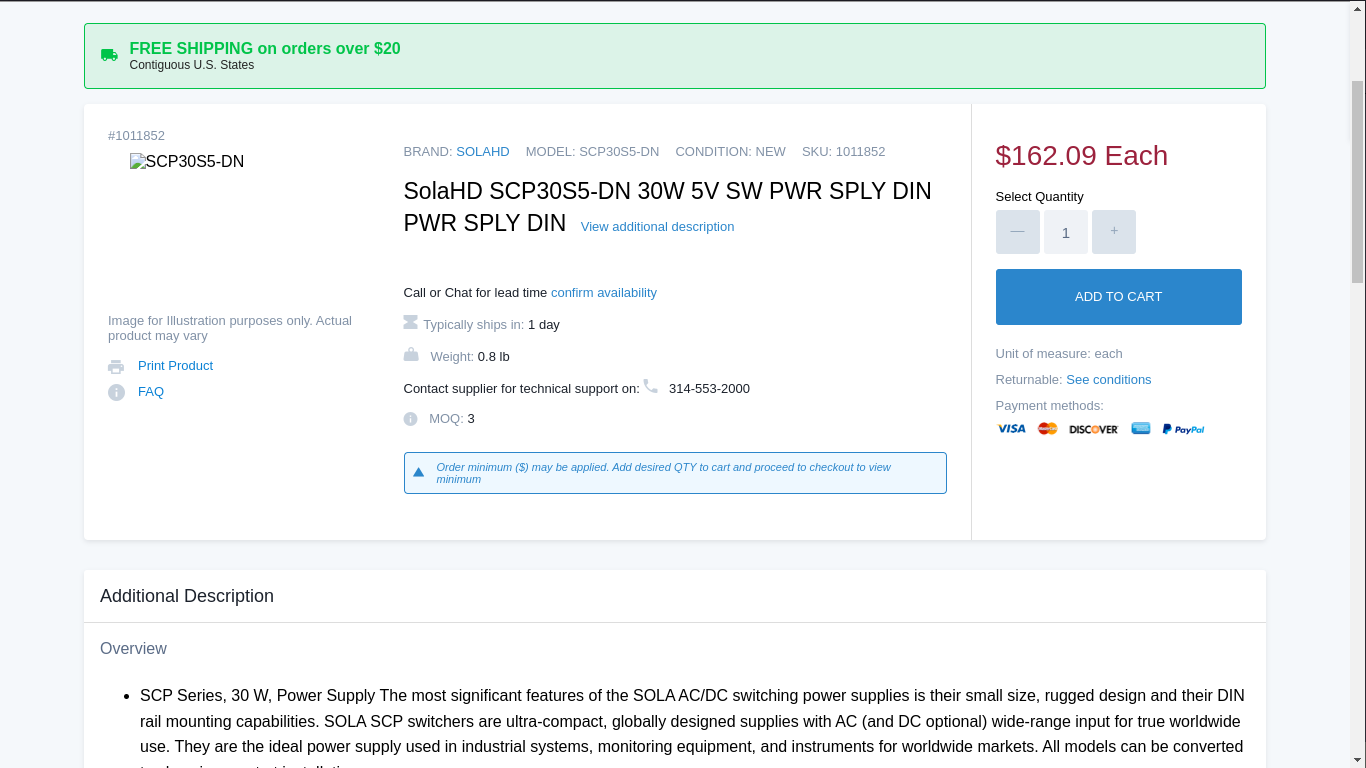 FREE SHIPPING on orders over $20
Contiguous U.S. States
#1011852
SCP30S5-DN
Image for Illustration purposes only. Actual
product may vary
Print Product
FAQ
BRAND: SOLAHD MODEL: SCP30S5-DN CONDITION: NEW SKU: 1011852
SolaHD SCP30S5-DN 30W 5V SW PWR SPLY DIN
PWR SPLY DIN View additional description
Call or Chat for lead time confirm availability
Typically ships in: 1 day
Weight: 0.8 lb
Contact supplier for technical support on: 314-553-2000
MOQ: 3
Order minimum ($) may be applied. Add desired QTY to cart and proceed to checkout to view
minimum
$162.09 Each
Select Quantity
— 1 +
ADD TO CART
Unit of measure: each
Returnable: See conditions
Payment methods:
VISA MasterCard DISCOVER PayPal
Additional Description
Overview
SCP Series, 30 W, Power Supply The most significant features of the SOLA AC/DC switching power supplies is their small size, rugged design and their DIN
rail mounting capabilities. SOLA SCP switchers are ultra-compact, globally designed supplies with AC (and DC optional) wide-range input for true worldwide
use. They are the ideal power supply used in industrial systems, monitoring equipment, and instruments for worldwide markets. All models can be converted